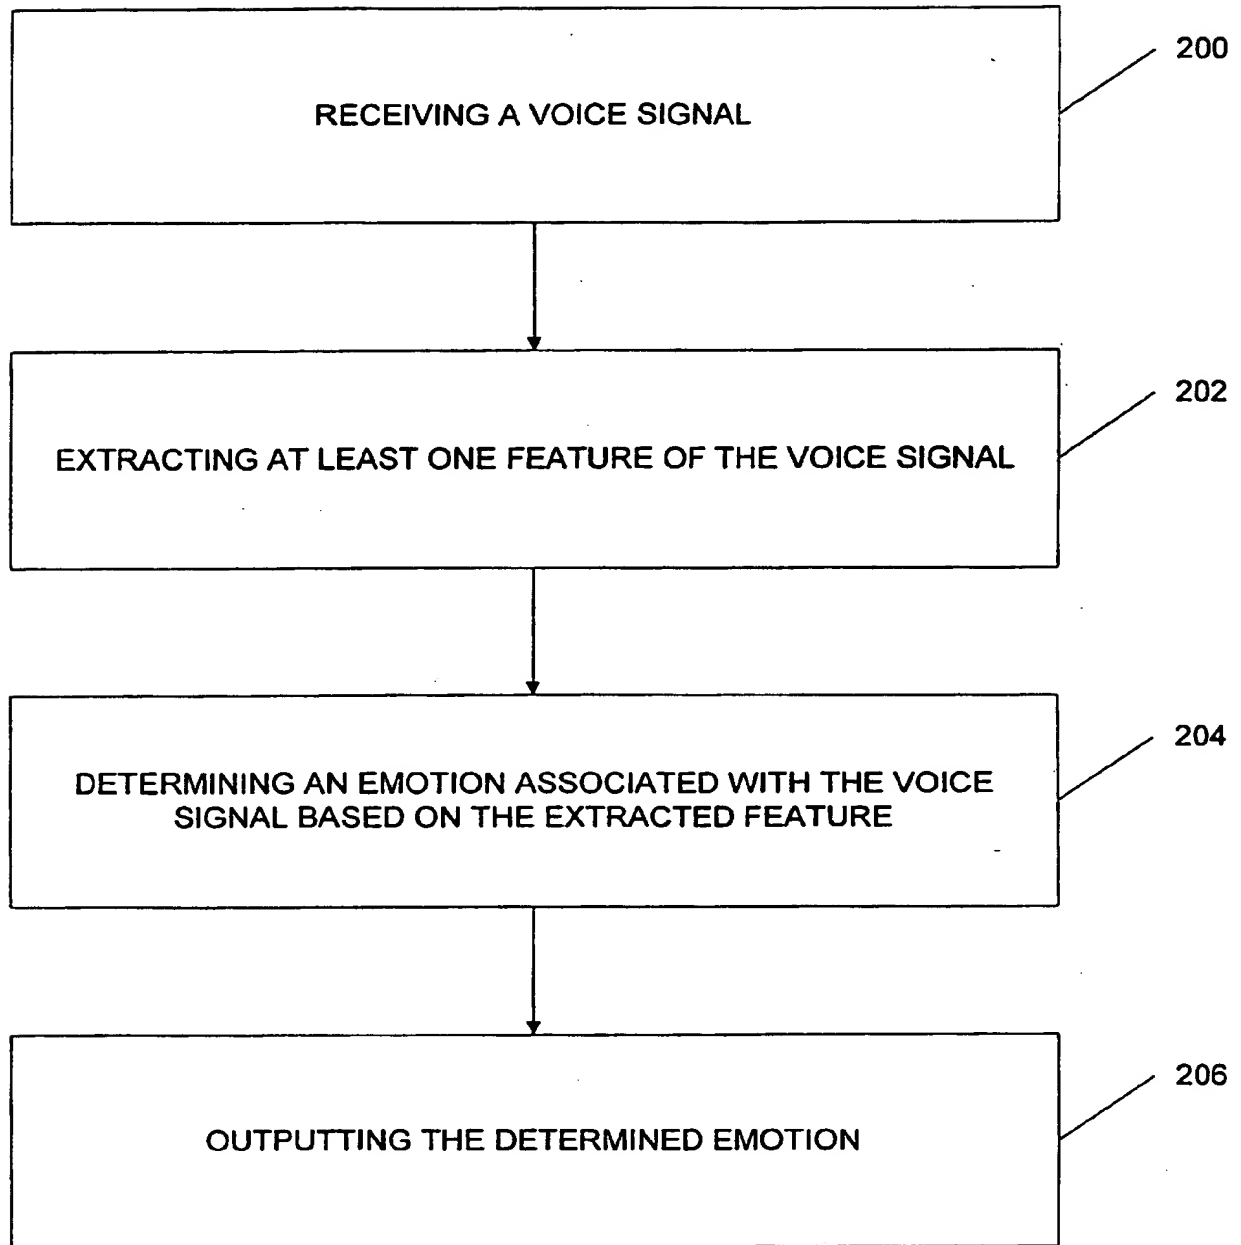 RECEIVING A VOICE SIGNAL
200
EXTRACTING AT LEAST ONE FEATURE OF THE VOICE SIGNAL
202
DETERMINING AN EMOTION ASSOCIATED WITH THE VOICE
SIGNAL BASED ON THE EXTRACTED FEATURE
204
OUTPUTTING THE DETERMINED EMOTION
206